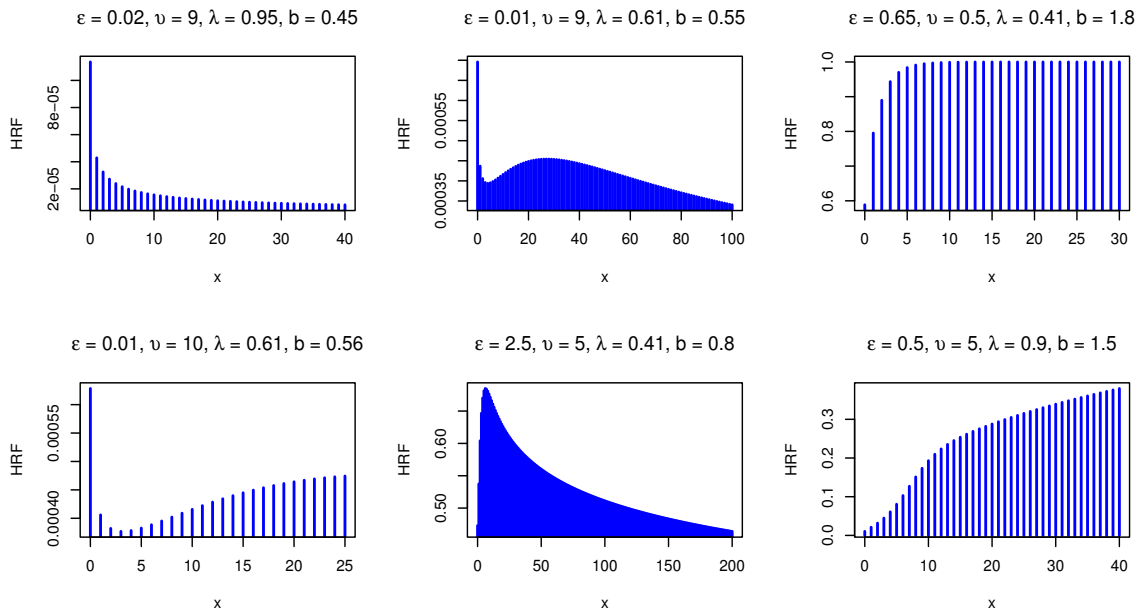 ε = 0.02, υ = 9, λ = 0.95, b = 0.45
HRF
8e−05
2e−05
0 10 20 30 40
x
ε = 0.01, υ = 9, λ = 0.61, b = 0.55
HRF
0.00055
0.00035
0 20 40 60 80 100
x
ε = 0.65, υ = 0.5, λ = 0.41, b = 1.8
HRF
1.0
0.8
0.6
0 5 10 15 20 25 30
x
ε = 0.01, υ = 10, λ = 0.61, b = 0.56
HRF
0.00055
0.00040
0 5 10 15 20 25
x
ε = 2.5, υ = 5, λ = 0.41, b = 0.8
HRF
0.60
0.50
0 50 100 150 200
x
ε = 0.5, υ = 5, λ = 0.9, b = 1.5
HRF
0.3
0.2
0.1
0.0
0 10 20 30 40
x